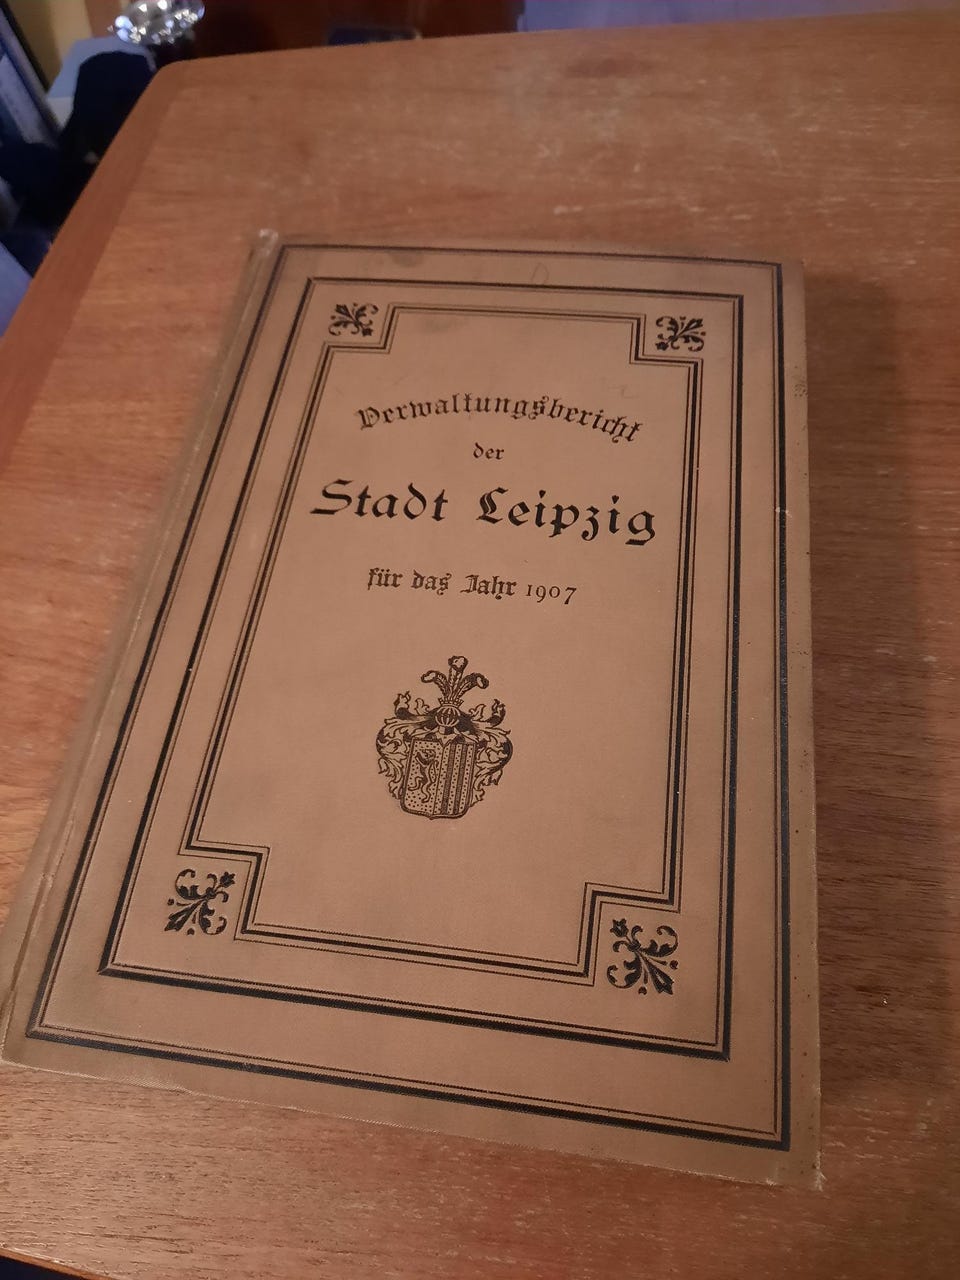 Verwaltungsbericht
der
Stadt Leipzig
für das Jahr 1907